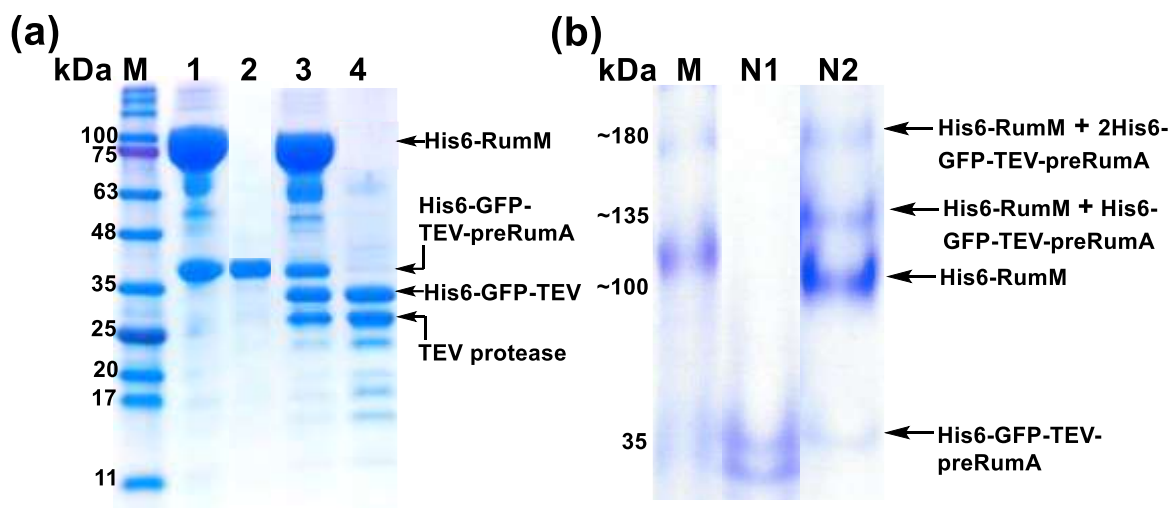 (a)
kDa M 1 2 3 4
100
75
63
48
35
25
20
17
11
His6-RumM
His6-GFP-
TEV-preRumA
His6-GFP-TEV
TEV protease
(b)
kDa M N1 N2
~180
~135
~100
35
His6-RumM + 2His6-
GFP-TEV-preRumA
His6-RumM + His6-
GFP-TEV-preRumA
His6-RumM
His6-GFP-TEV-
preRumA